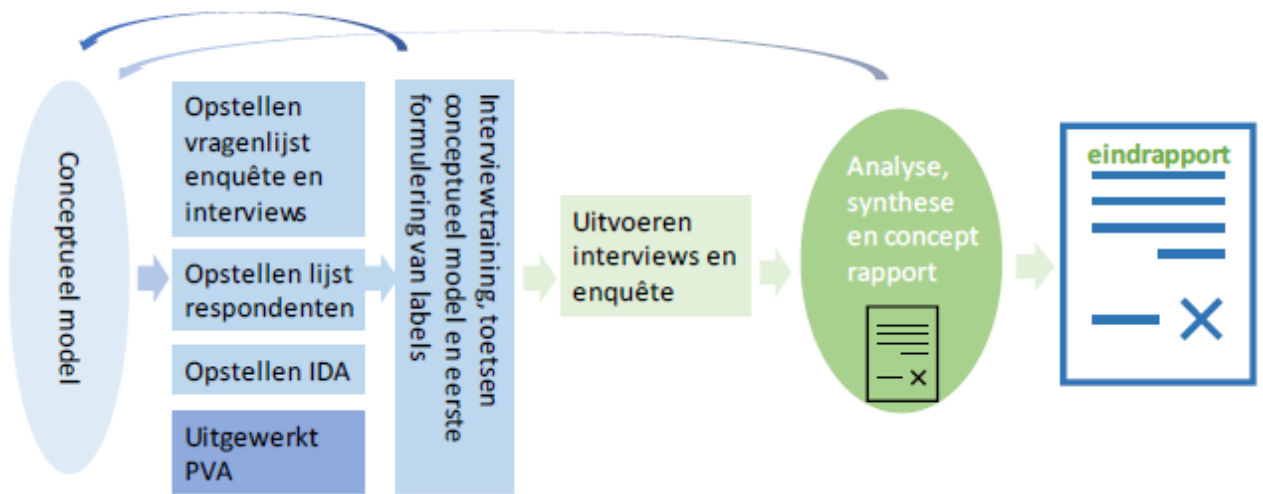 Conceptueel model
Opstellen
vragenlijst
enquête en
interviews
Opstellen lijst
respondenten
Opstellen IDA
Uitgewerkt
PVA
Interviewtraining, toetsen
conceptueel model en eerste
formulering van labels
Uitvoeren
interviews en
enquête
Analyse,
synthese
en concept
rapport
eindrapport